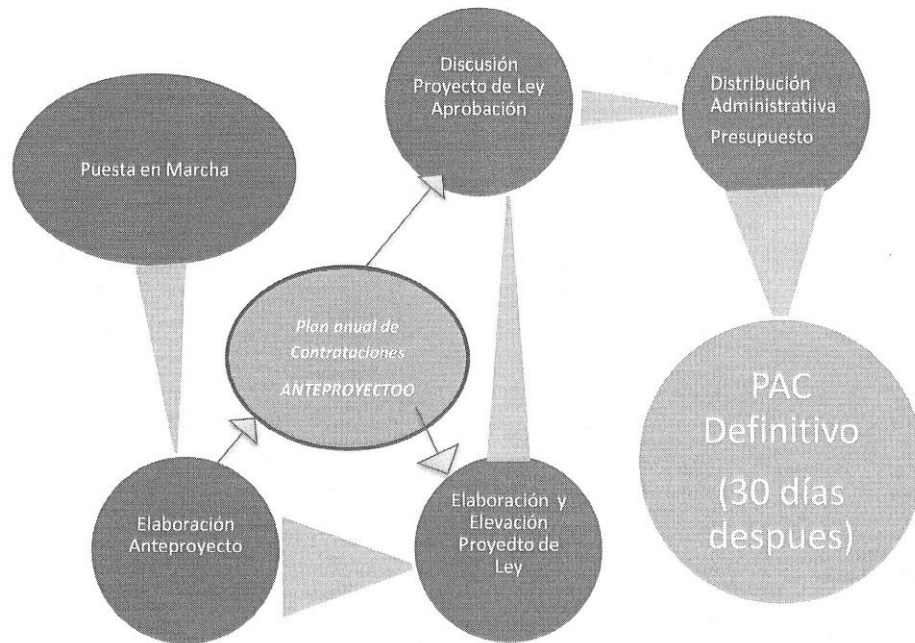 Puesta en Marcha
Discusión
Proyecto de Ley
Aprobación
Distribución
Administratiiva
Presupuesto
Plan anual de
Contrataciones
ANTEPROYECTOO
Elaboración
Anteproyecto
Elaboración y
Elevación
Proyedto de
Ley
PAC
Definitivo
(30 días
despues)